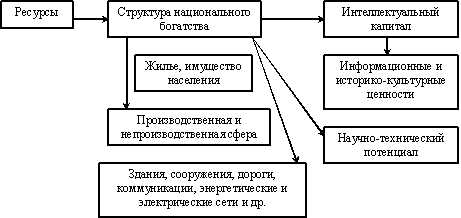 Ресурсы
Структура национального
богатства
Интеллектуальный
капитал
Жилье, имущество
населения
Информационные и
историко-культурные
ценности
Производственная и
непроизводственная сфера
Научно-технический
потенциал
Здания, сооружения, дороги,
коммуникации, энергетические и
электрические сети и др.